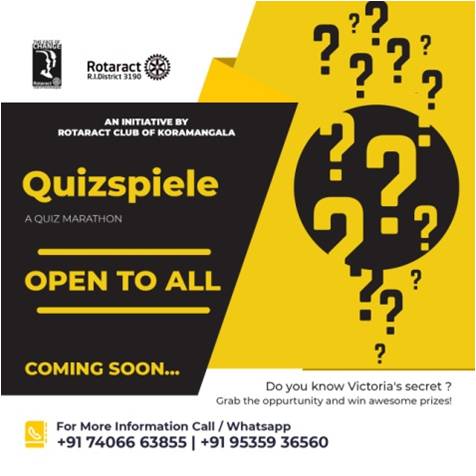 THE FACE OF
CHANGE
Rotaract
Rotaract
R.I.District 3190
AN INITIATIVE BY
ROTARACT CLUB OF KORAMANGALA
Quizspiele
A QUIZ MARATHON
OPEN TO ALL
COMING SOON...
? ? ? ? ? ? ? ? ? ? ? ? ? ?
Do you know Victoria's secret ?
Grab the oppurtunity and win awesome prizes!
For More Information Call / Whatsapp
+91 74066 63855 | +91 95359 36560